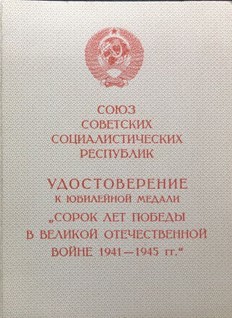 СОЮЗ
СОВЕТСКИХ
СОЦИАЛИСТИЧЕСКИХ
РЕСПУБЛИК
УДОСТОВЕРЕНИЕ
К ЮБИЛЕЙНОЙ МЕДАЛИ
„СОРОК ЛЕТ ПОБЕДЫ
В ВЕЛИКОЙ ОТЕЧЕСТВЕННОЙ
ВОЙНЕ 1941—1945 гг.“